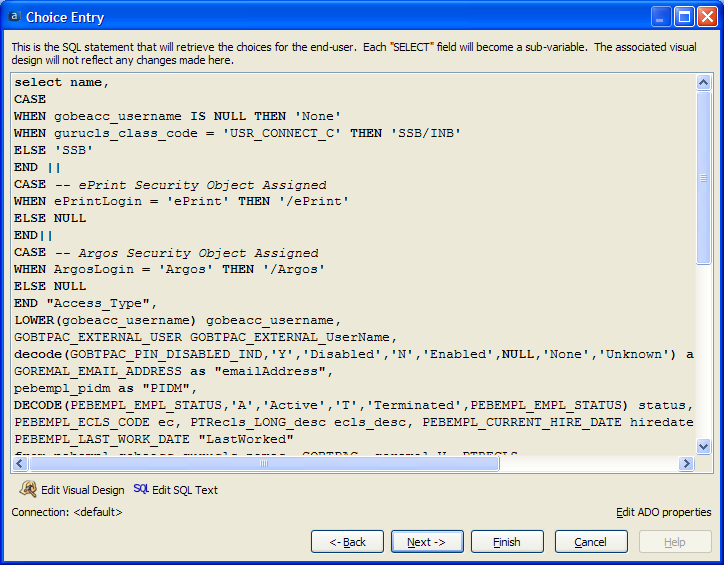 Choice Entry
This is the SQL statement that will retrieve the choices for the end-user. Each "SELECT" field will become a sub-variable. The associated visual
design will not reflect any changes made here.
select name,
CASE
WHEN gobeacc_username IS NULL THEN 'None'
WHEN gurucls_class_code = 'USR_CONNECT_C' THEN 'SSB/INB'
ELSE 'SSB'
END ||
CASE -- ePrint Security Object Assigned
WHEN ePrintLogin = 'ePrint' THEN '/ePrint'
ELSE NULL
END||
CASE -- Argos Security Object Assigned
WHEN ArgosLogin = 'Argos' THEN '/Argos'
ELSE NULL
END "Access_Type",
LOWER(gobeacc_username) gobeacc_username,
GOBTPAC_EXTERNAL_USER GOBTPAC_EXTERNAL_UserName,
decode(GOBTPAC_PIN_DISABLED_IND,'Y','Disabled','N','Enabled',NULL,'None','Unknown') a
GOREMAL_EMAIL_ADDRESS as "emailAddress",
pebempl_pidm as "PIDM",
DECODE(PEBEMPL_EMPL_STATUS,'A','Active','T','Terminated',PEBEMPL_EMPL_STATUS) status,
PEBEMPL_ECLS_CODE ec, PTRecls_LONG_desc ecls_desc, PEBEMPL_CURRENT_HIRE_DATE hiredate
PEBEMPL_LAST_WORK_DATE "LastWorked"
Edit Visual Design SQL Edit SQL Text
Connection: <default> Edit ADO properties
<- Back Next -> Finish Cancel Help